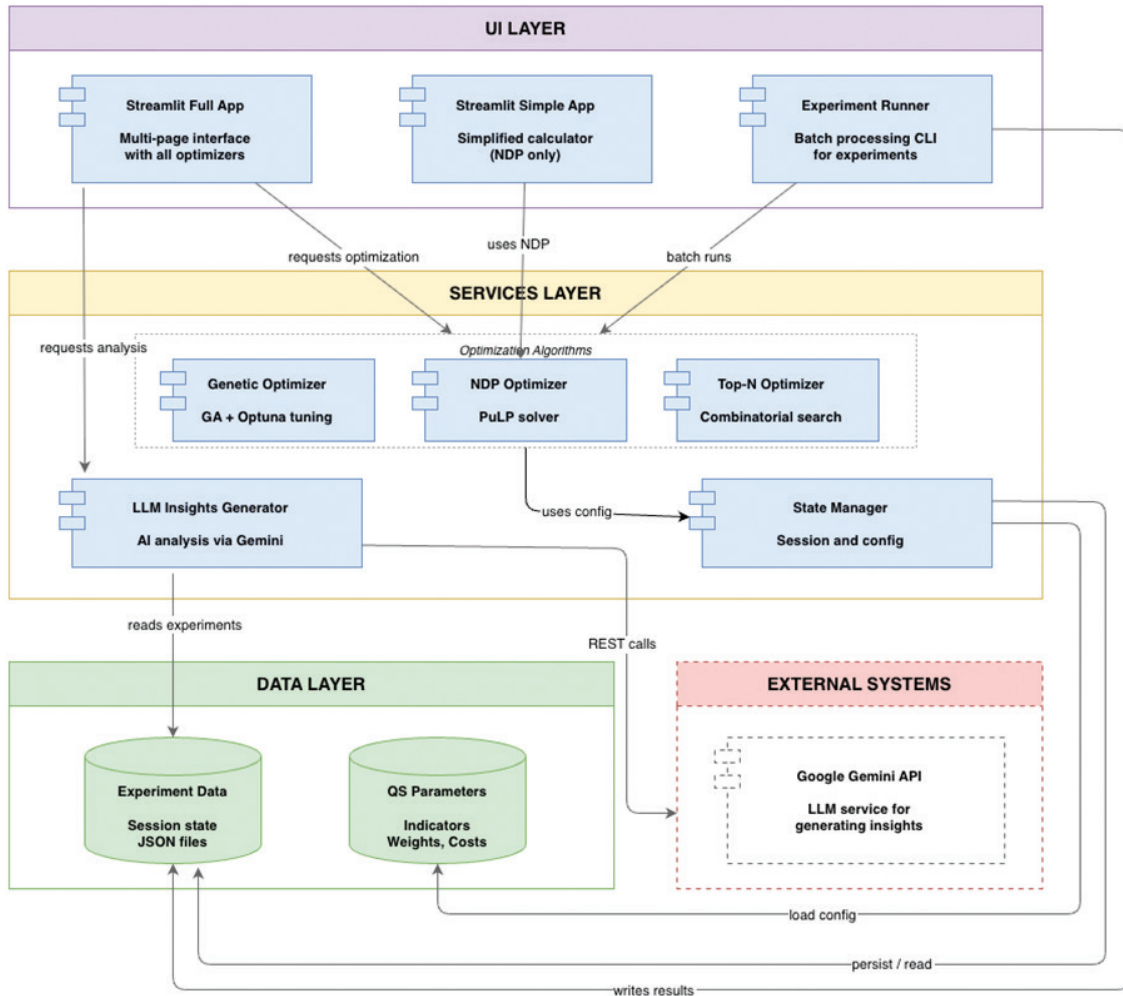 UI LAYER
Streamlit Full App
Multi-page interface
with all optimizers
Streamlit Simple App
Simplified calculator
(NDP only)
Experiment Runner
Batch processing CLI
for experiments
uses NDP
requests optimization
batch runs
SERVICES LAYER
requests analysis
Optimization Algorithms
Genetic Optimizer
GA + Optuna tuning
NDP Optimizer
PuLP solver
Top-N Optimizer
Combinatorial search
LLM Insights Generator
AI analysis via Gemini
uses config
State Manager
Session and config
reads experiments
REST calls
DATA LAYER
Experiment Data
Session state
JSON files
QS Parameters
Indicators
Weights, Costs
EXTERNAL SYSTEMS
Google Gemini API
LLM service for
generating insights
load config
persist / read
writes results